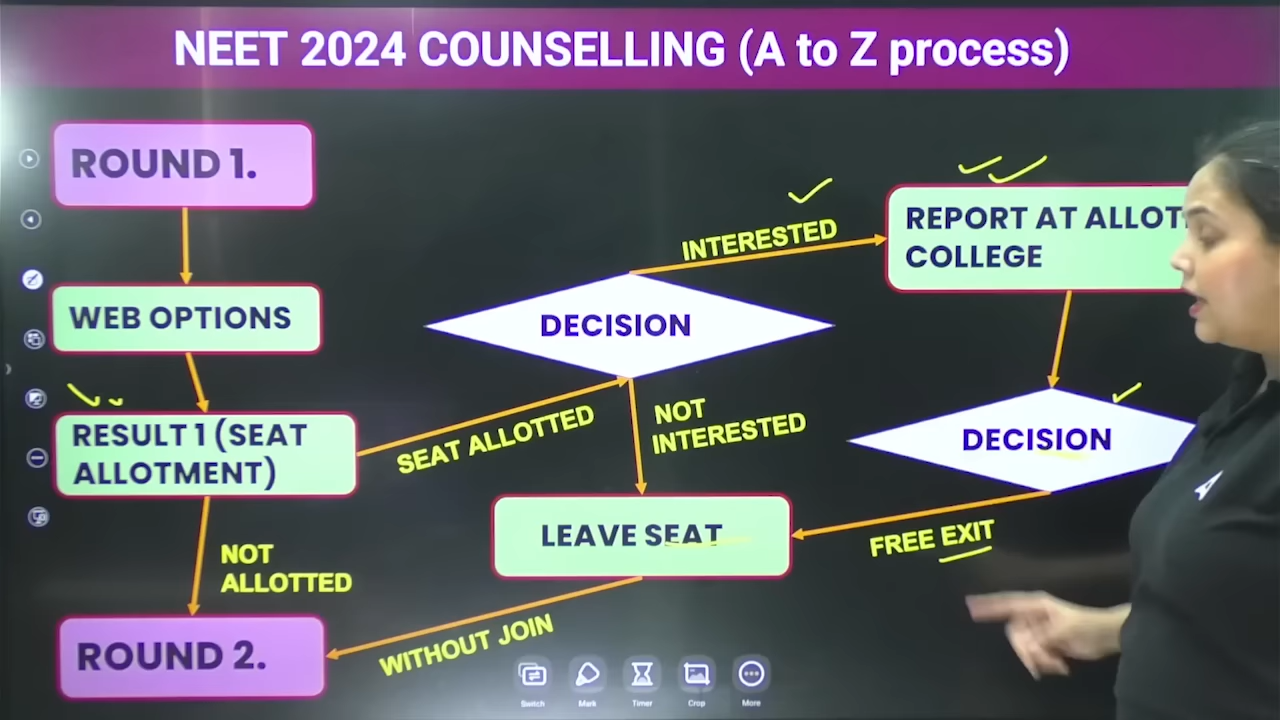 NEET 2024 COUNSELLING (A to Z process)
ROUND 1.
WEB OPTIONS
RESULT 1 (SEAT
ALLOTMENT)
NOT
ALLOTTED
ROUND 2.
SEAT ALLOTTED
DECISION
INTERESTED
NOT
INTERESTED
LEAVE SEAT
WITHOUT JOIN
REPORT AT ALLOT
COLLEGE
DECISION
FREE EXIT
Switch
Mark
Timer
Crop
More